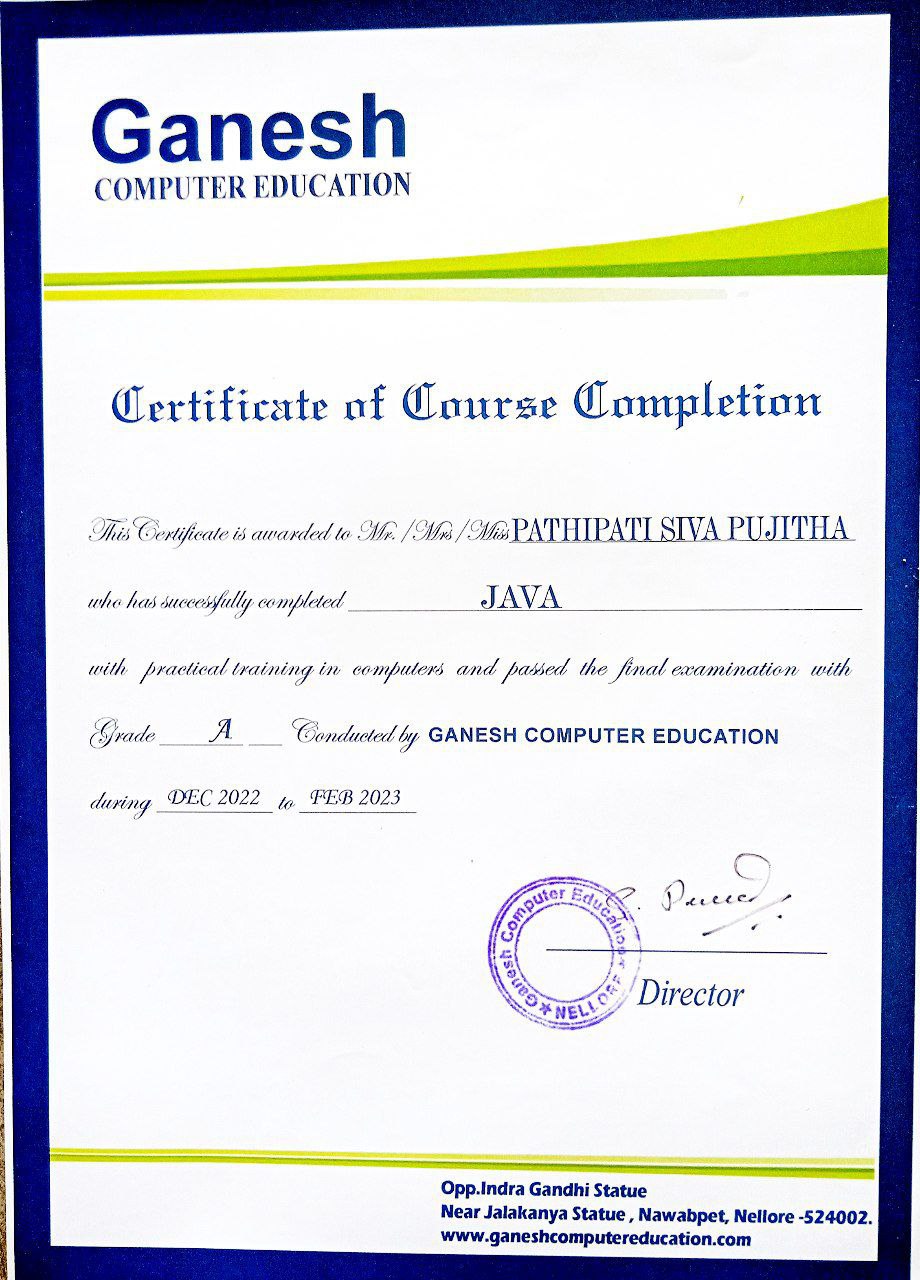 Ganesh
COMPUTER EDUCATION
Certificate of Course Completion
This Certificate is awarded to Mr. /Mrs /Miss PATHIPATI SIVA PUJITHA
who has successfully completed JAVA
with practical training in computers and passed the final examination with
Grade A Conducted by GANESH COMPUTER EDUCATION
during DEC 2022 to FEB 2023
Ganesh Computer Education ★ NELLORE ★
Director
Opp.Indra Gandhi Statue
Near Jalakanya Statue , Nawabpet, Nellore -524002.
www.ganeshcomputereducation.com